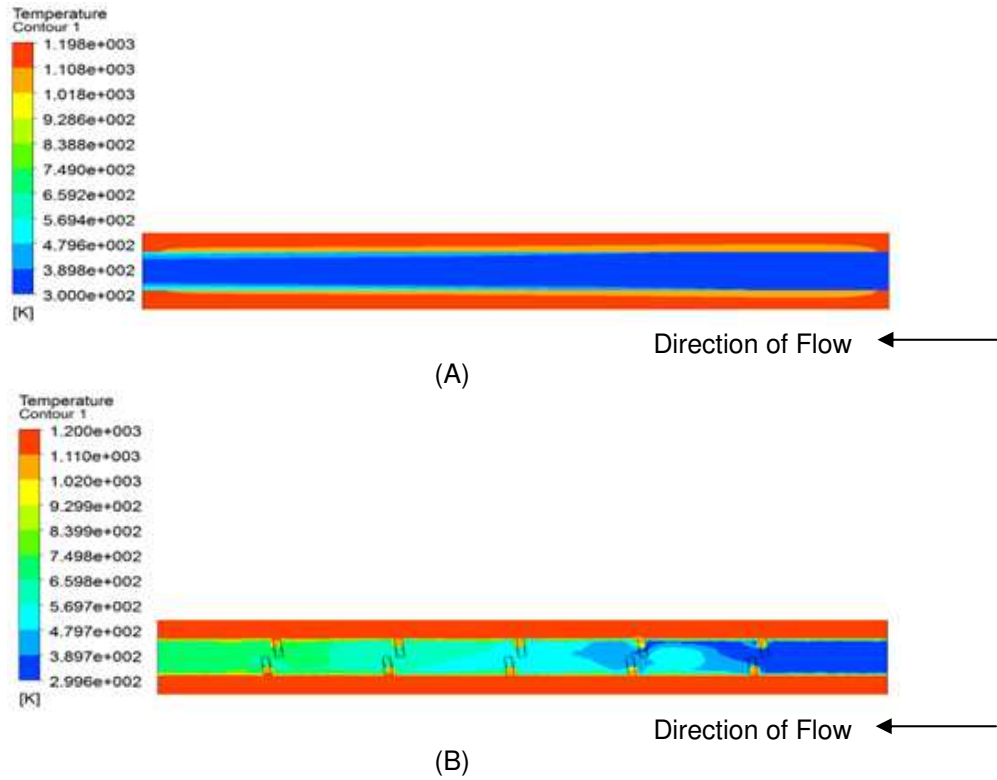 Temperature
Contour 1
1.198e+003
1.108e+003
1.018e+003
9.286e+002
8.388e+002
7.490e+002
6.592e+002
5.694e+002
4.796e+002
3.898e+002
3.000e+002
[K]
Direction of Flow
(A)
Temperature
Contour 1
1.200e+003
1.110e+003
1.020e+003
9.299e+002
8.399e+002
7.498e+002
6.598e+002
5.697e+002
4.797e+002
3.897e+002
2.996e+002
[K]
Direction of Flow
(B)